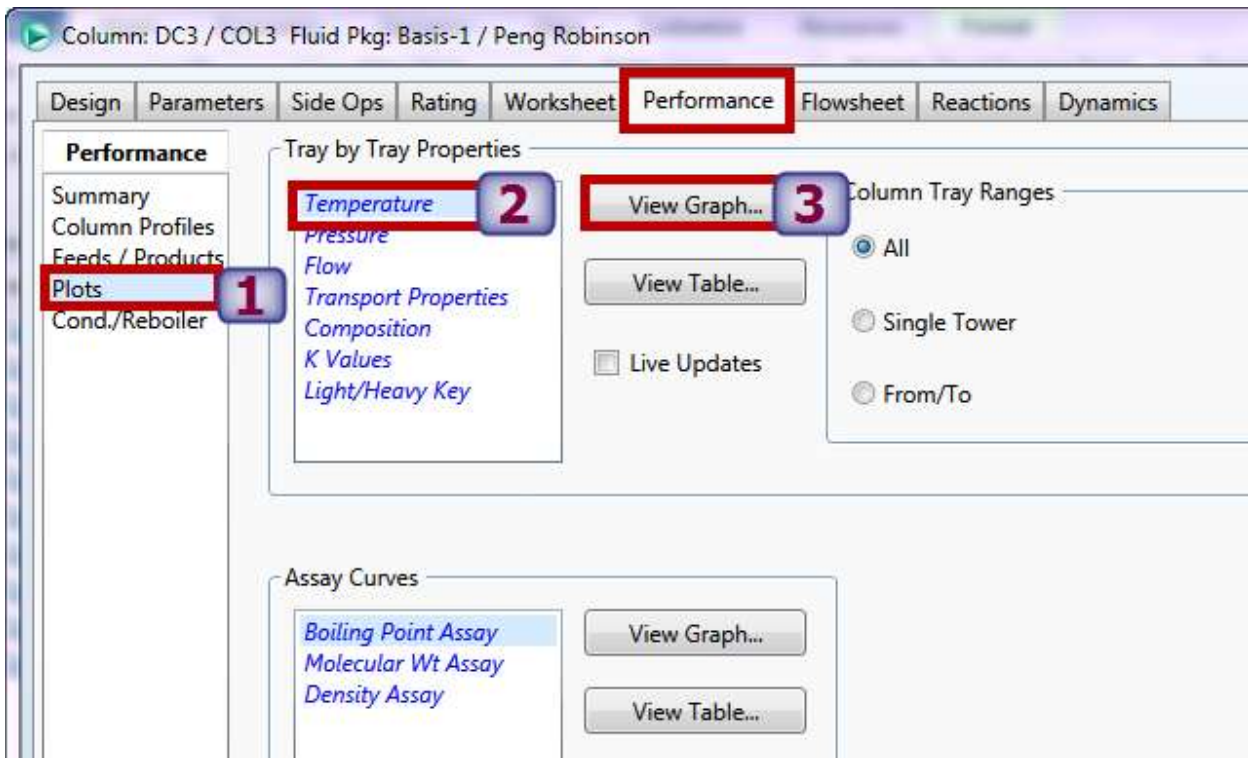 Column: DC3 / COL3 Fluid Pkg: Basis-1 / Peng Robinson
Design Parameters Side Ops Rating Worksheet Performance Flowsheet Reactions Dynamics
Performance
Summary
Column Profiles
Feeds / Products
Plots
1
Cond./Reboiler
Tray by Tray Properties
Temperature
2
Pressure
Flow
Transport Properties
Composition
K Values
Light/Heavy Key
View Graph...
3
View Table...
Live Updates
Column Tray Ranges
All
Single Tower
From/To
Assay Curves
Boiling Point Assay
Molecular Wt Assay
Density Assay
View Graph...
View Table...